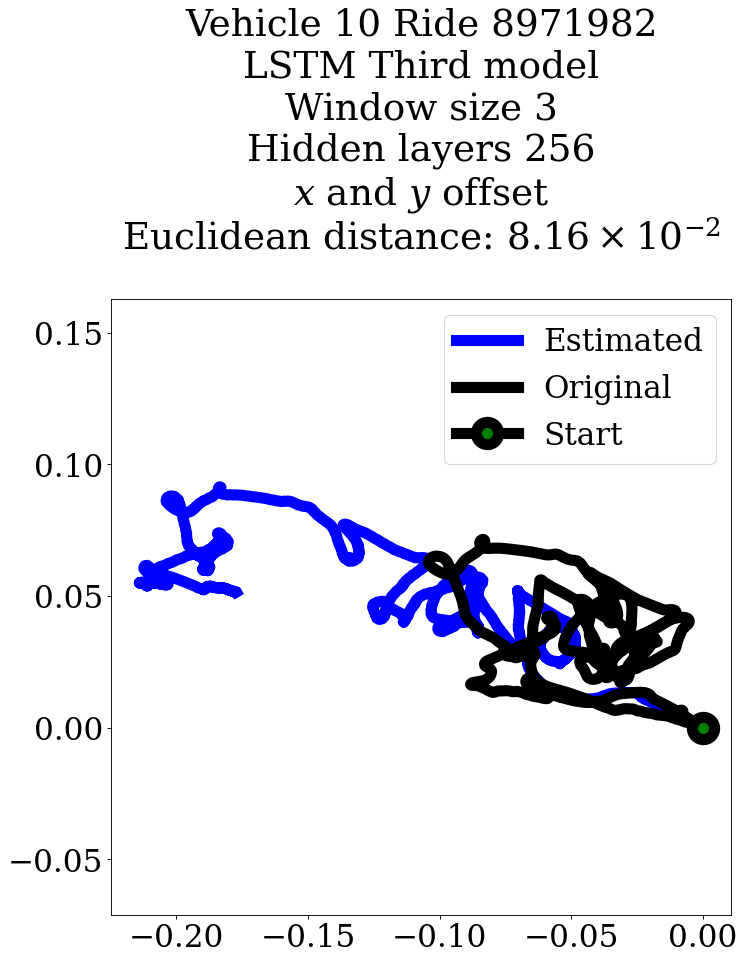 Vehicle 10 Ride 8971982
LSTM Third model
Window size 3
Hidden layers 256
x and y offset
Euclidean distance: 8.16 × 10⁻²
Estimated
Original
Start
0.15
0.10
0.05
0.00
−0.05
−0.20 −0.15 −0.10 −0.05 0.00